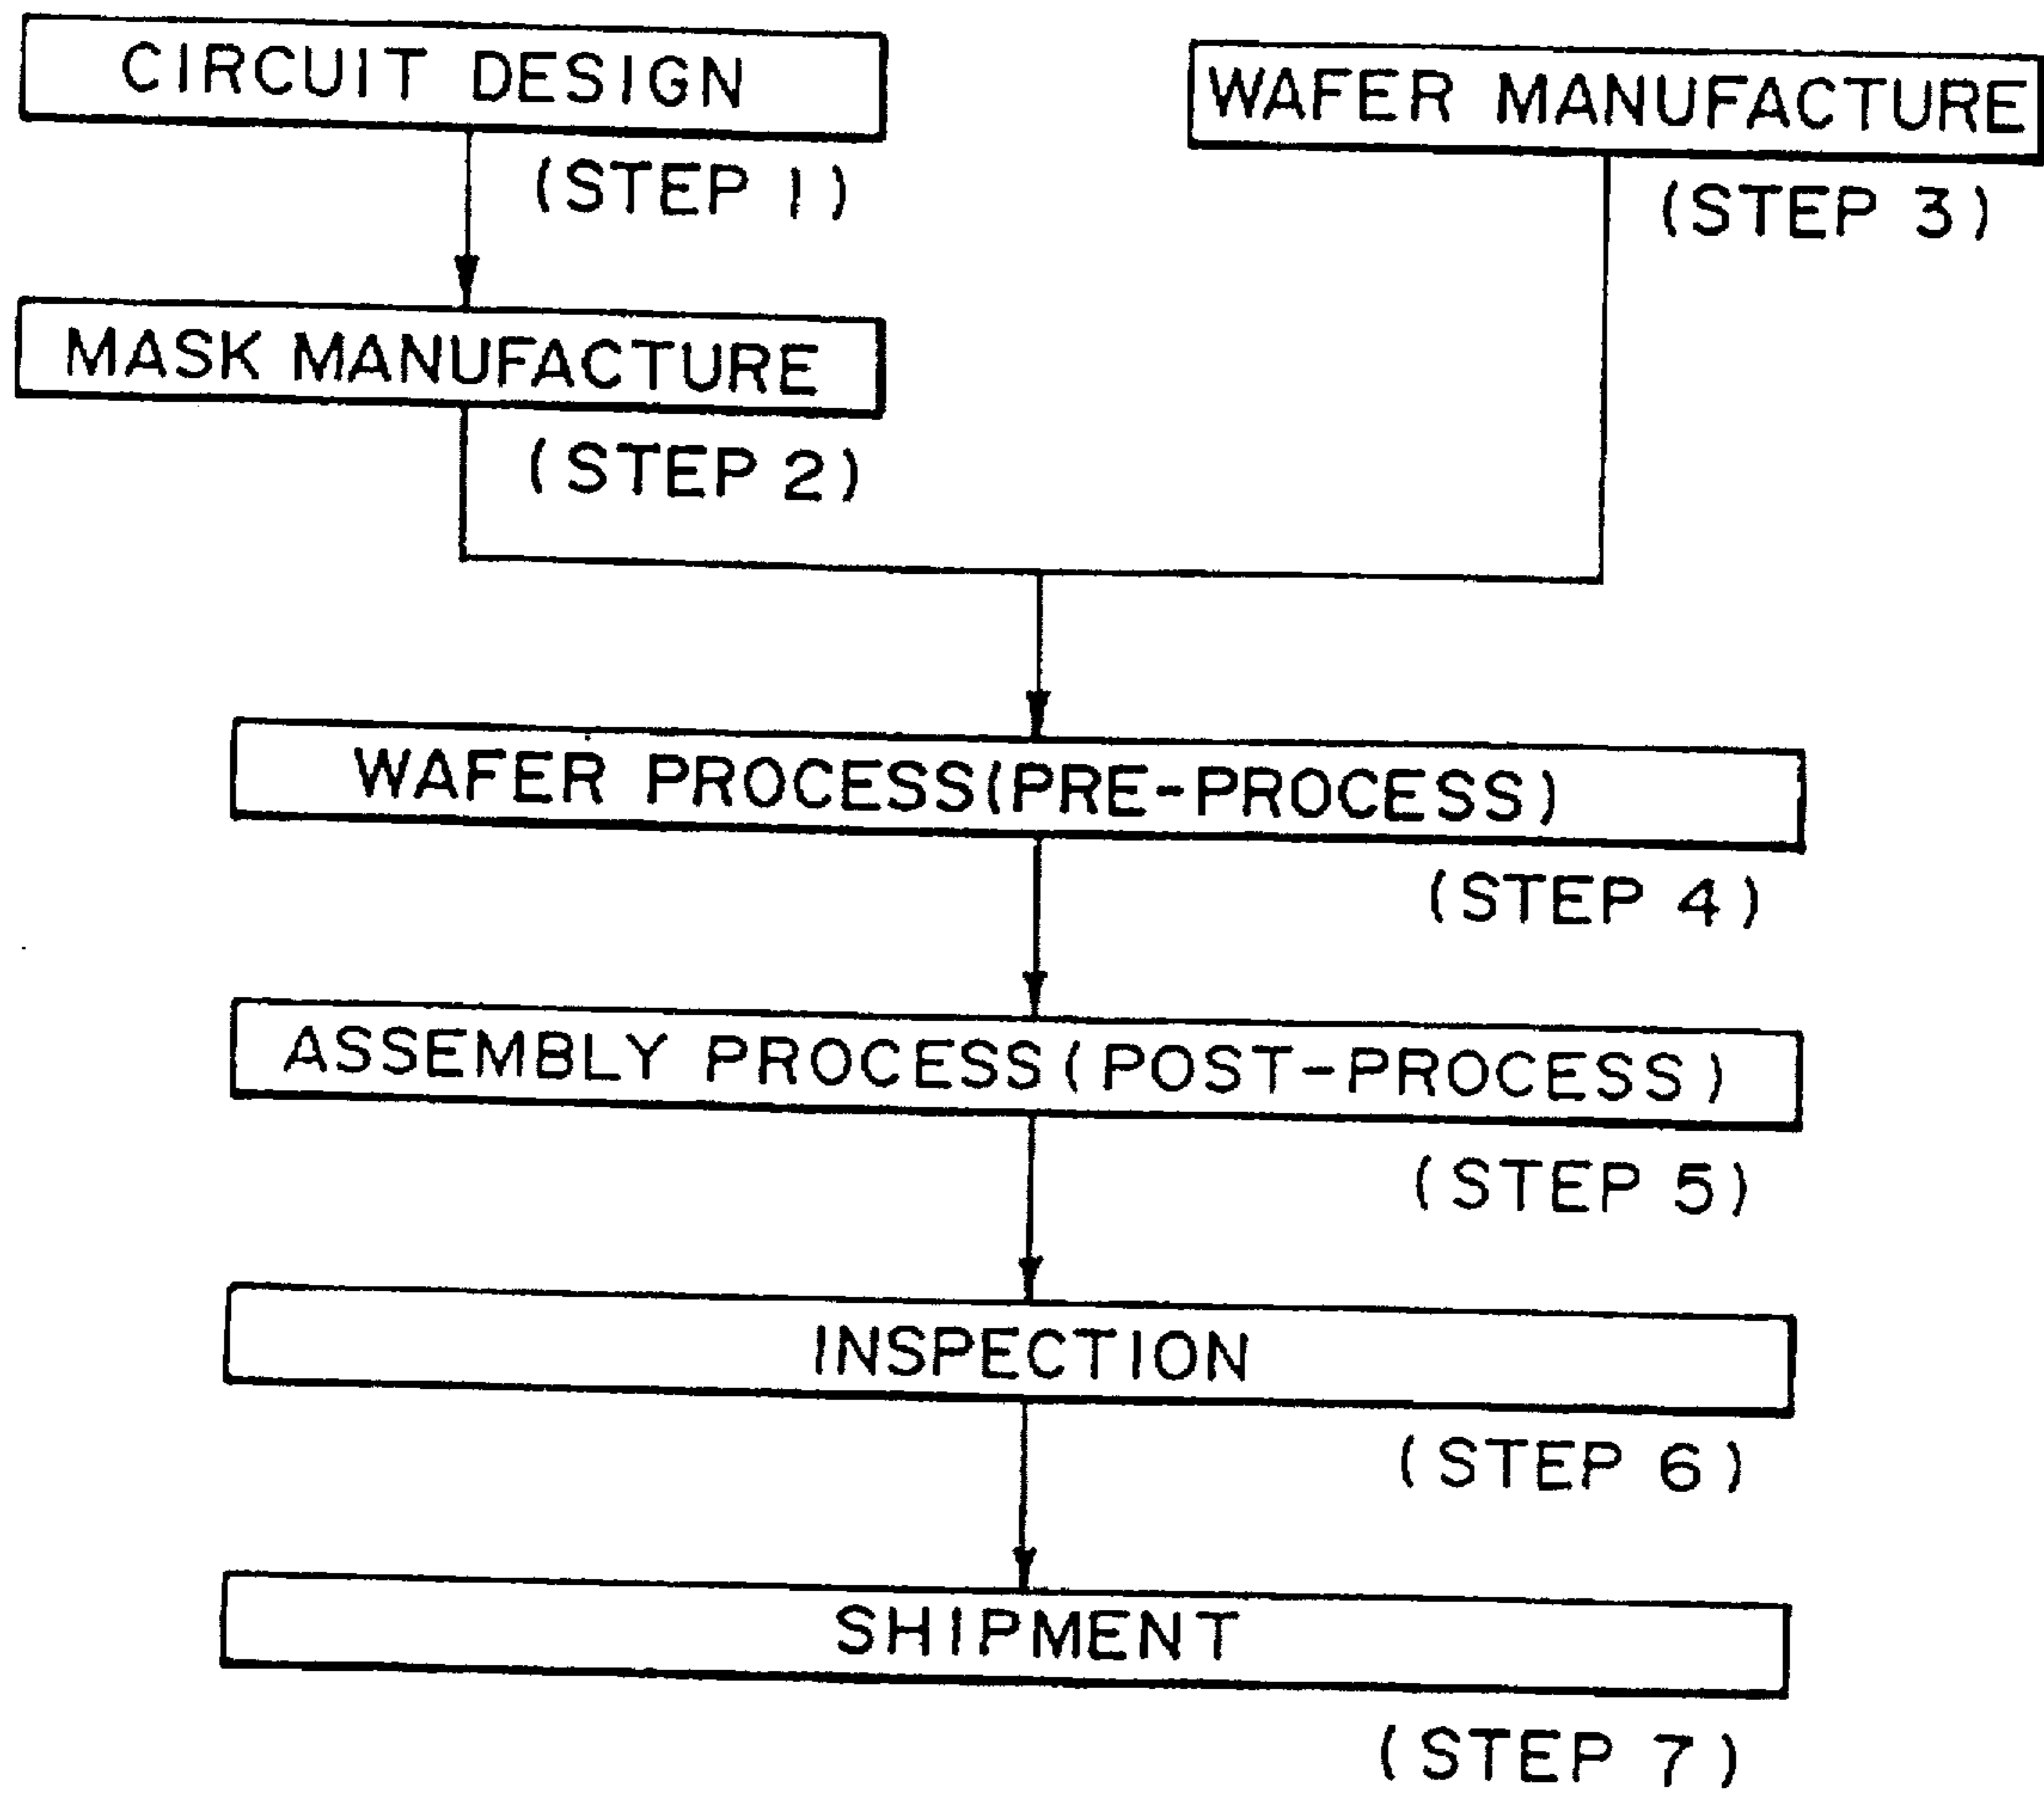 CIRCUIT DESIGN
(STEP 1)
WAFER MANUFACTURE
(STEP 3)
MASK MANUFACTURE
(STEP 2)
WAFER PROCESS(PRE-PROCESS)
(STEP 4)
ASSEMBLY PROCESS(POST-PROCESS)
(STEP 5)
INSPECTION
(STEP 6)
SHIPMENT
(STEP 7)